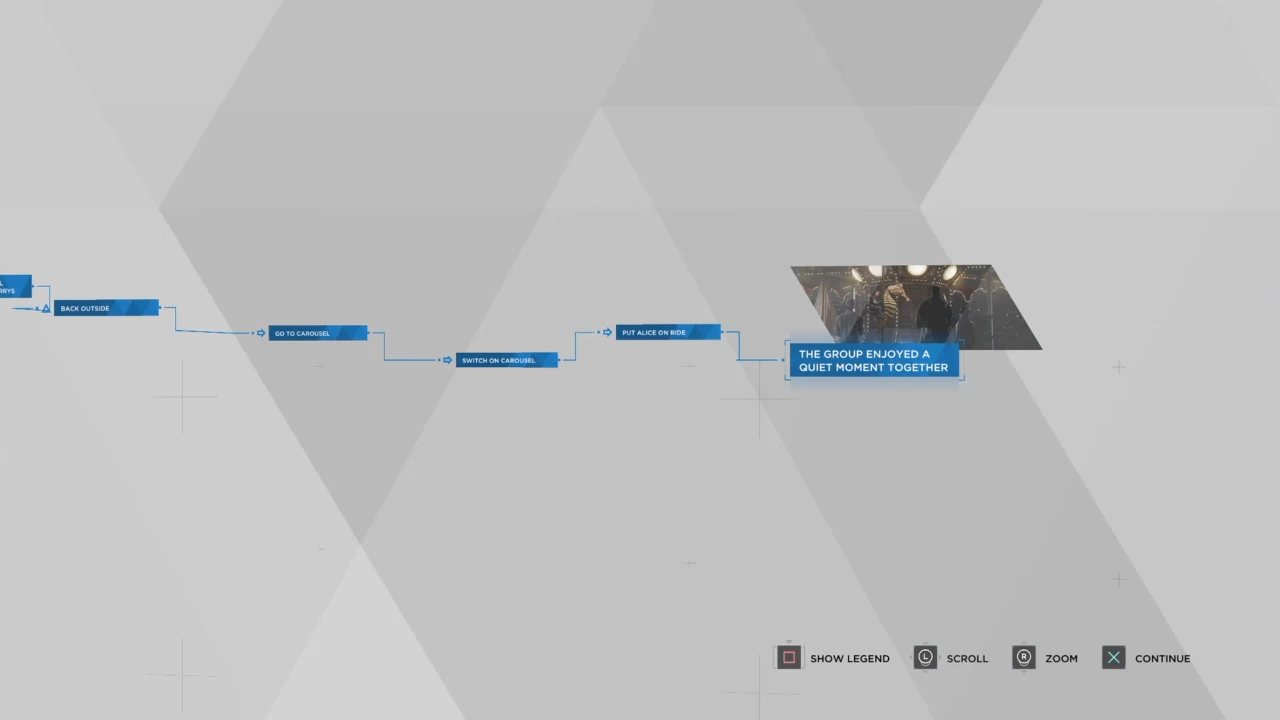 RRYS
BACK OUTSIDE
GO TO CAROUSEL
SWITCH ON CAROUSEL
PUT ALICE ON RIDE
THE GROUP ENJOYED A
QUIET MOMENT TOGETHER
SHOW LEGEND
L
SCROLL
R
ZOOM
CONTINUE